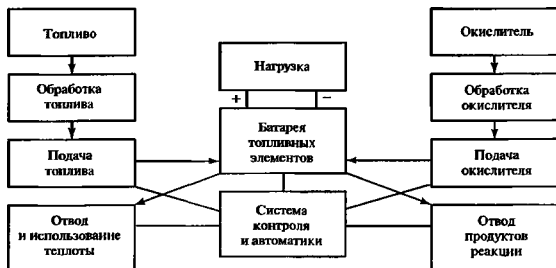 Топливо
Окислитель
Нагрузка
Обработка
топлива
Обработка
окислителя
+
−
Батарея
топливных
элементов
Подача
топлива
Подача
окислителя
Отвод
и использование
теплоты
Система
контроля
и автоматики
Отвод
продуктов
реакции